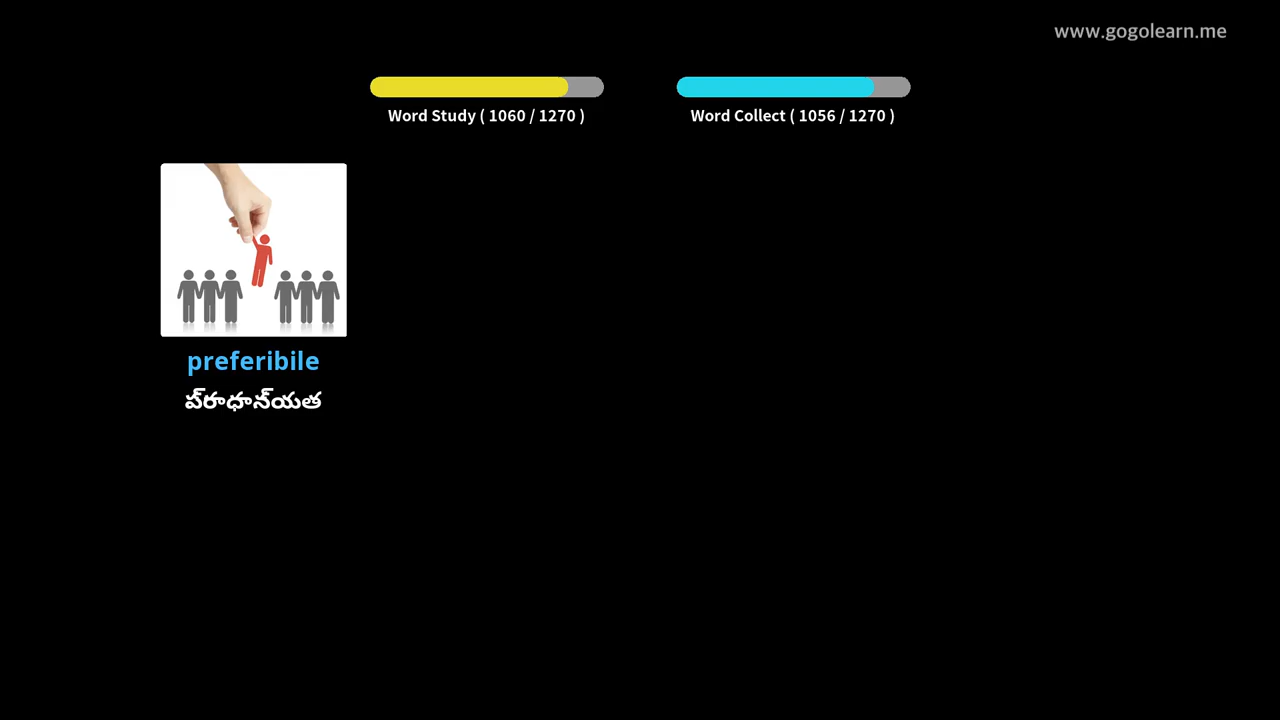 www.gogolearn.me
Word Study ( 1060 / 1270 )
Word Collect ( 1056 / 1270 )
preferibile
ప్రాధాన్యత